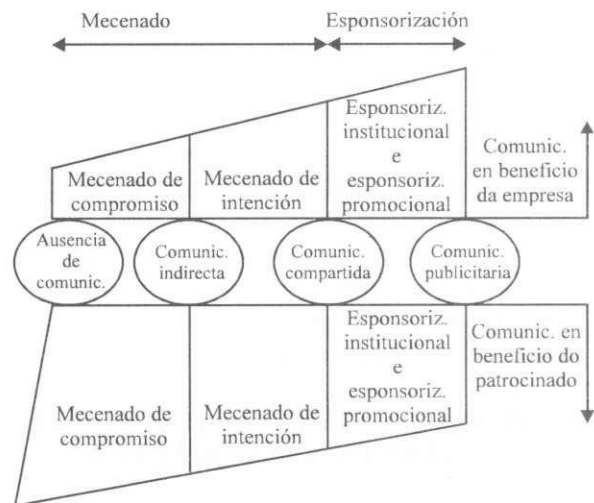 Mecenado
Esponsorización
Mecenado de
compromiso
Mecenado de
intención
Esponsoriz.
institucional
e
esponsoriz.
promocional
Comunic.
en beneficio
da empresa
Ausencia
de
comunic.
Comunic.
indirecta
Comunic.
compartida
Comunic.
publicitaria
Mecenado de
compromiso
Mecenado de
intención
Esponsoriz.
institucional
e
esponsoriz.
promocional
Comunic. en
beneficio do
patrocinado